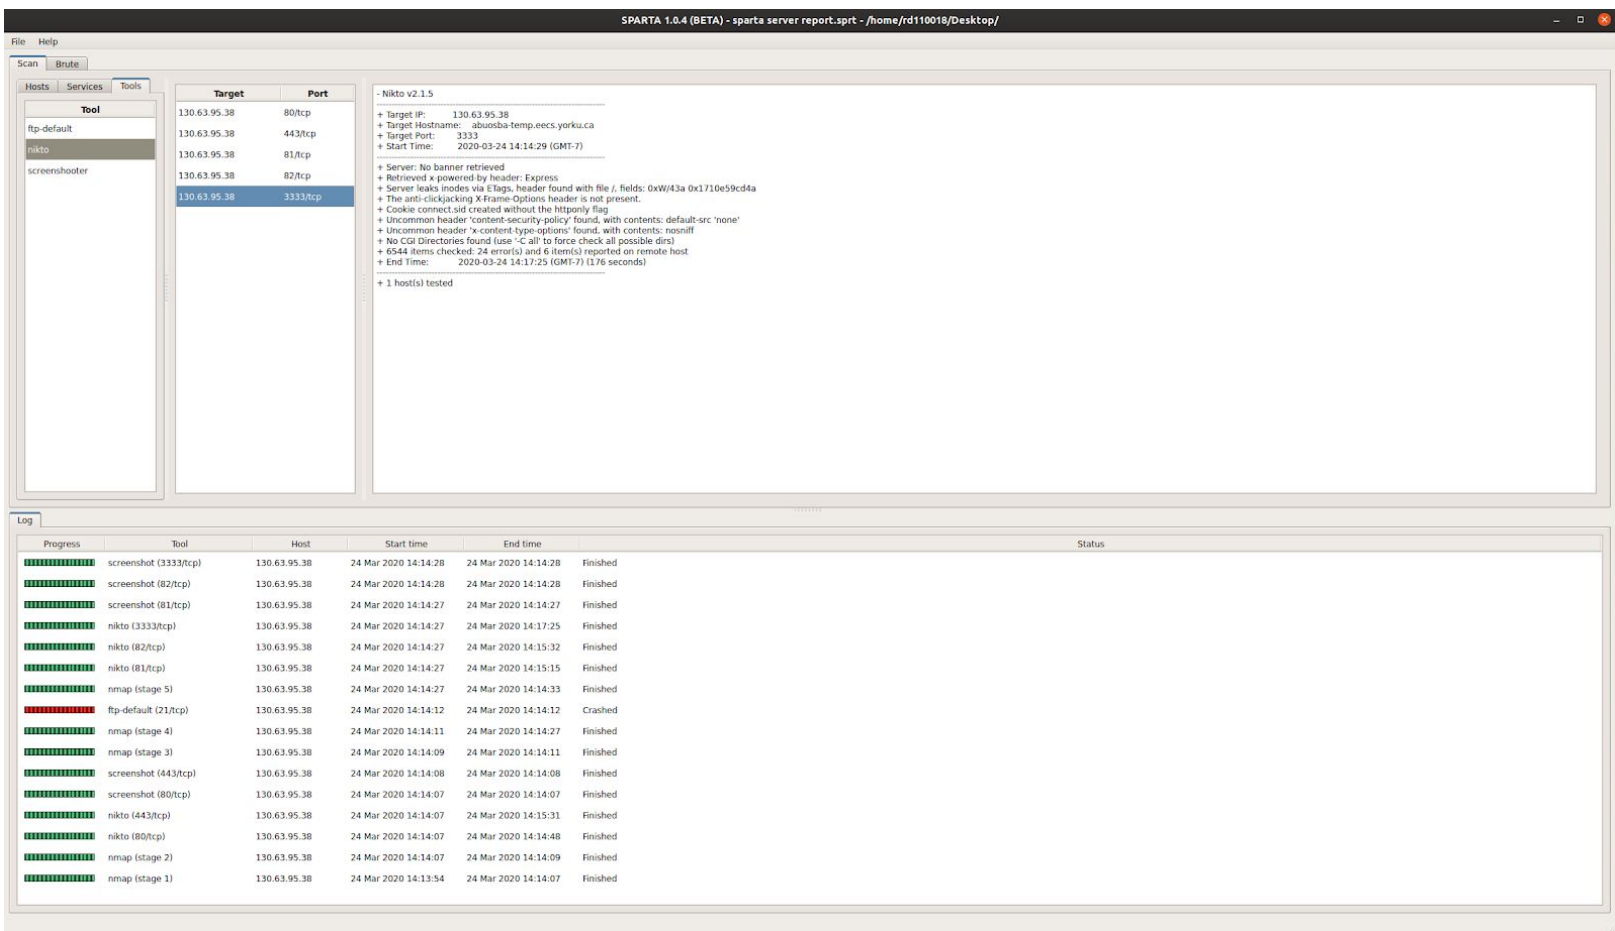 SPARTA 1.0.4 (BETA) - sparta server report.sprt - /home/rd110018/Desktop/
File Help
Scan Brute
Hosts Services Tools
Tool
ftp-default
nikto
screenshooter
Target Port
130.63.95.38 80/tcp
130.63.95.38 443/tcp
130.63.95.38 81/tcp
130.63.95.38 82/tcp
130.63.95.38 3333/tcp
- Nikto v2.1.5
---------------------------------------------------------------------------
+ Target IP: 130.63.95.38
+ Target Hostname: abuosba-temp.eecs.yorku.ca
+ Target Port: 3333
+ Start Time: 2020-03-24 14:14:29 (GMT-7)
---------------------------------------------------------------------------
+ Server: No banner retrieved
+ Retrieved x-powered-by header: Express
+ Server leaks inodes via ETags, header found with file /, fields: 0xW/43a 0x1710e59cd4a
+ The anti-clickjacking X-Frame-Options header is not present.
+ Cookie connect.sid created without the httponly flag
+ Uncommon header 'content-security-policy' found, with contents: default-src 'none'
+ Uncommon header 'x-content-type-options' found, with contents: nosniff
+ No CGI Directories found (use '-C all' to force check all possible dirs)
+ 6544 items checked: 24 error(s) and 6 item(s) reported on remote host
+ End Time: 2020-03-24 14:17:25 (GMT-7) (176 seconds)
---------------------------------------------------------------------------
+ 1 host(s) tested
Log
Progress Tool Host Start time End time Status
screenshot (3333/tcp) 130.63.95.38 24 Mar 2020 14:14:28 24 Mar 2020 14:14:28 Finished
screenshot (82/tcp) 130.63.95.38 24 Mar 2020 14:14:28 24 Mar 2020 14:14:28 Finished
screenshot (81/tcp) 130.63.95.38 24 Mar 2020 14:14:27 24 Mar 2020 14:14:27 Finished
nikto (3333/tcp) 130.63.95.38 24 Mar 2020 14:14:27 24 Mar 2020 14:17:25 Finished
nikto (82/tcp) 130.63.95.38 24 Mar 2020 14:14:27 24 Mar 2020 14:15:32 Finished
nikto (81/tcp) 130.63.95.38 24 Mar 2020 14:14:27 24 Mar 2020 14:15:15 Finished
nmap (stage 5) 130.63.95.38 24 Mar 2020 14:14:27 24 Mar 2020 14:14:33 Finished
ftp-default (21/tcp) 130.63.95.38 24 Mar 2020 14:14:12 24 Mar 2020 14:14:12 Crashed
nmap (stage 4) 130.63.95.38 24 Mar 2020 14:14:11 24 Mar 2020 14:14:27 Finished
nmap (stage 3) 130.63.95.38 24 Mar 2020 14:14:09 24 Mar 2020 14:14:11 Finished
screenshot (443/tcp) 130.63.95.38 24 Mar 2020 14:14:08 24 Mar 2020 14:14:08 Finished
screenshot (80/tcp) 130.63.95.38 24 Mar 2020 14:14:07 24 Mar 2020 14:14:07 Finished
nikto (443/tcp) 130.63.95.38 24 Mar 2020 14:14:07 24 Mar 2020 14:15:31 Finished
nikto (80/tcp) 130.63.95.38 24 Mar 2020 14:14:07 24 Mar 2020 14:14:48 Finished
nmap (stage 2) 130.63.95.38 24 Mar 2020 14:14:07 24 Mar 2020 14:14:09 Finished
nmap (stage 1) 130.63.95.38 24 Mar 2020 14:13:54 24 Mar 2020 14:14:07 Finished